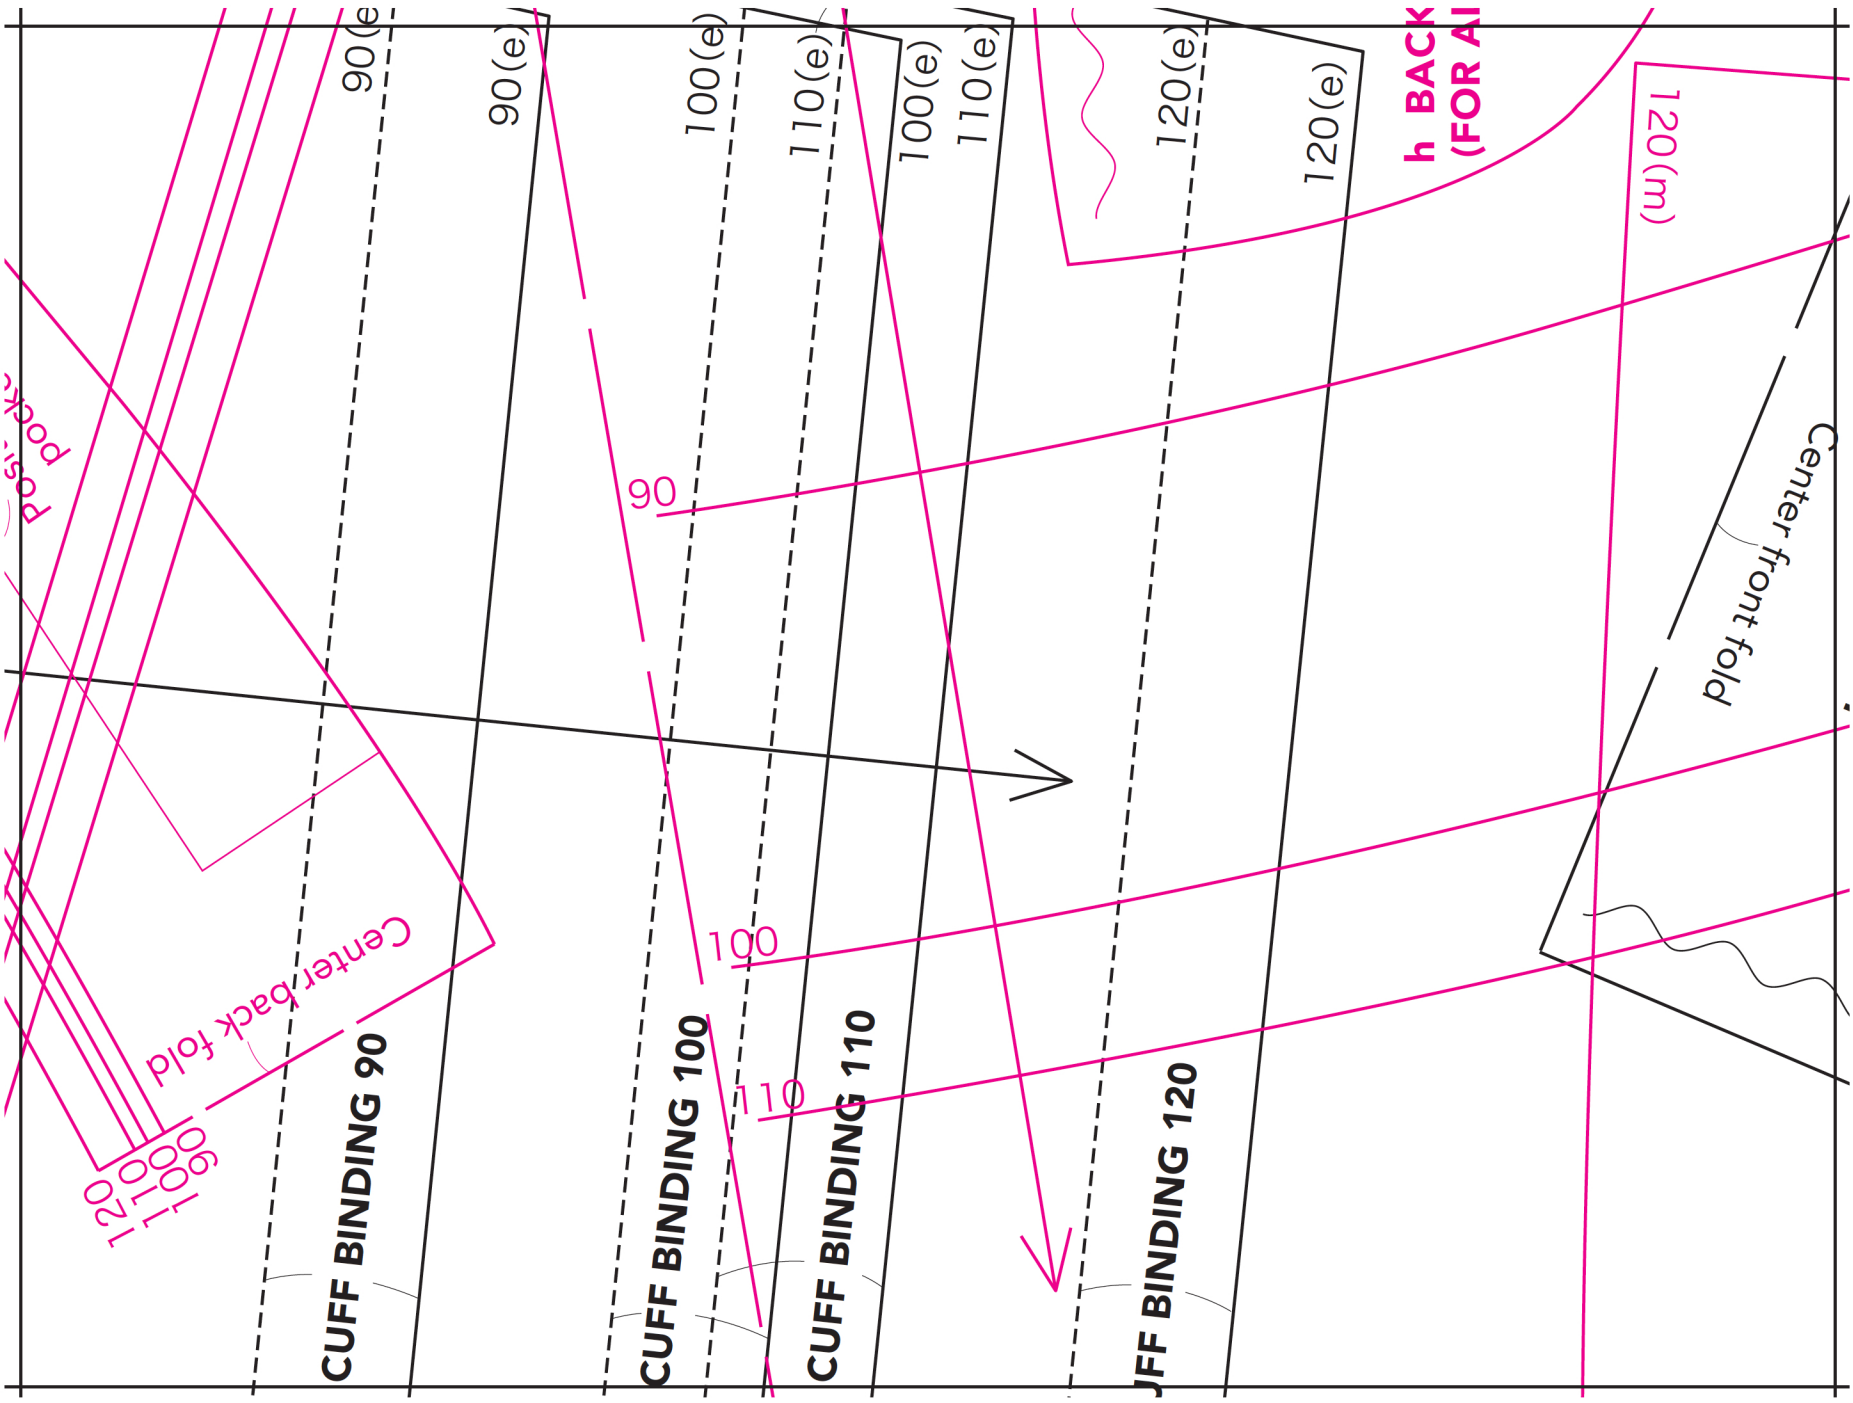 90(e)
90(e)
100(e)
110(e)
100(e)
110(e)
120(e)
120(e)
h BACK
(FOR
120(m)
90
Center front fold
100
110
Center back fold
120
110
100
90
CUFF BINDING 90
CUFF BINDING 100
CUFF BINDING 110
BINDING 120